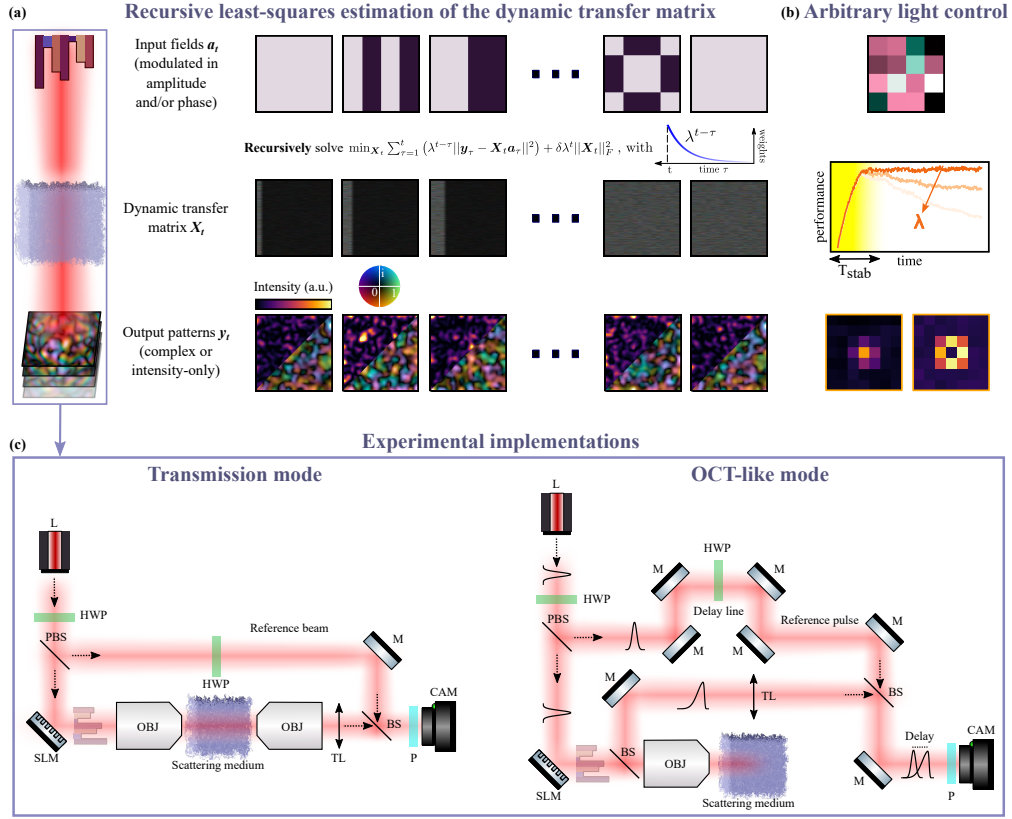 (a)
Recursive least-squares estimation of the dynamic transfer matrix
(b) Arbitrary light control
Input fields a_t
(modulated in
amplitude
and/or phase)
Recursively solve min_{X_t} ∑_{τ=1}^{t} (λ^{t−τ}||y_τ − X_t a_τ||²) + δλ^t||X_t||²_F , with
λ^{t−τ}
weights
t
time τ
Dynamic transfer
matrix X_t
performance
λ
T_stab
time
Intensity (a.u.)
i
0
1
Output patterns y_t
(complex or
intensity-only)
(c)
Experimental implementations
Transmission mode
L
HWP
PBS
Reference beam
M
HWP
CAM
OBJ
OBJ
BS
SLM
Scattering medium
TL
P
OCT-like mode
L
HWP
M
M
HWP
PBS
Delay line
Reference pulse
M
M
M
M
TL
BS
BS
OBJ
Delay
CAM
SLM
M
P
Scattering medium